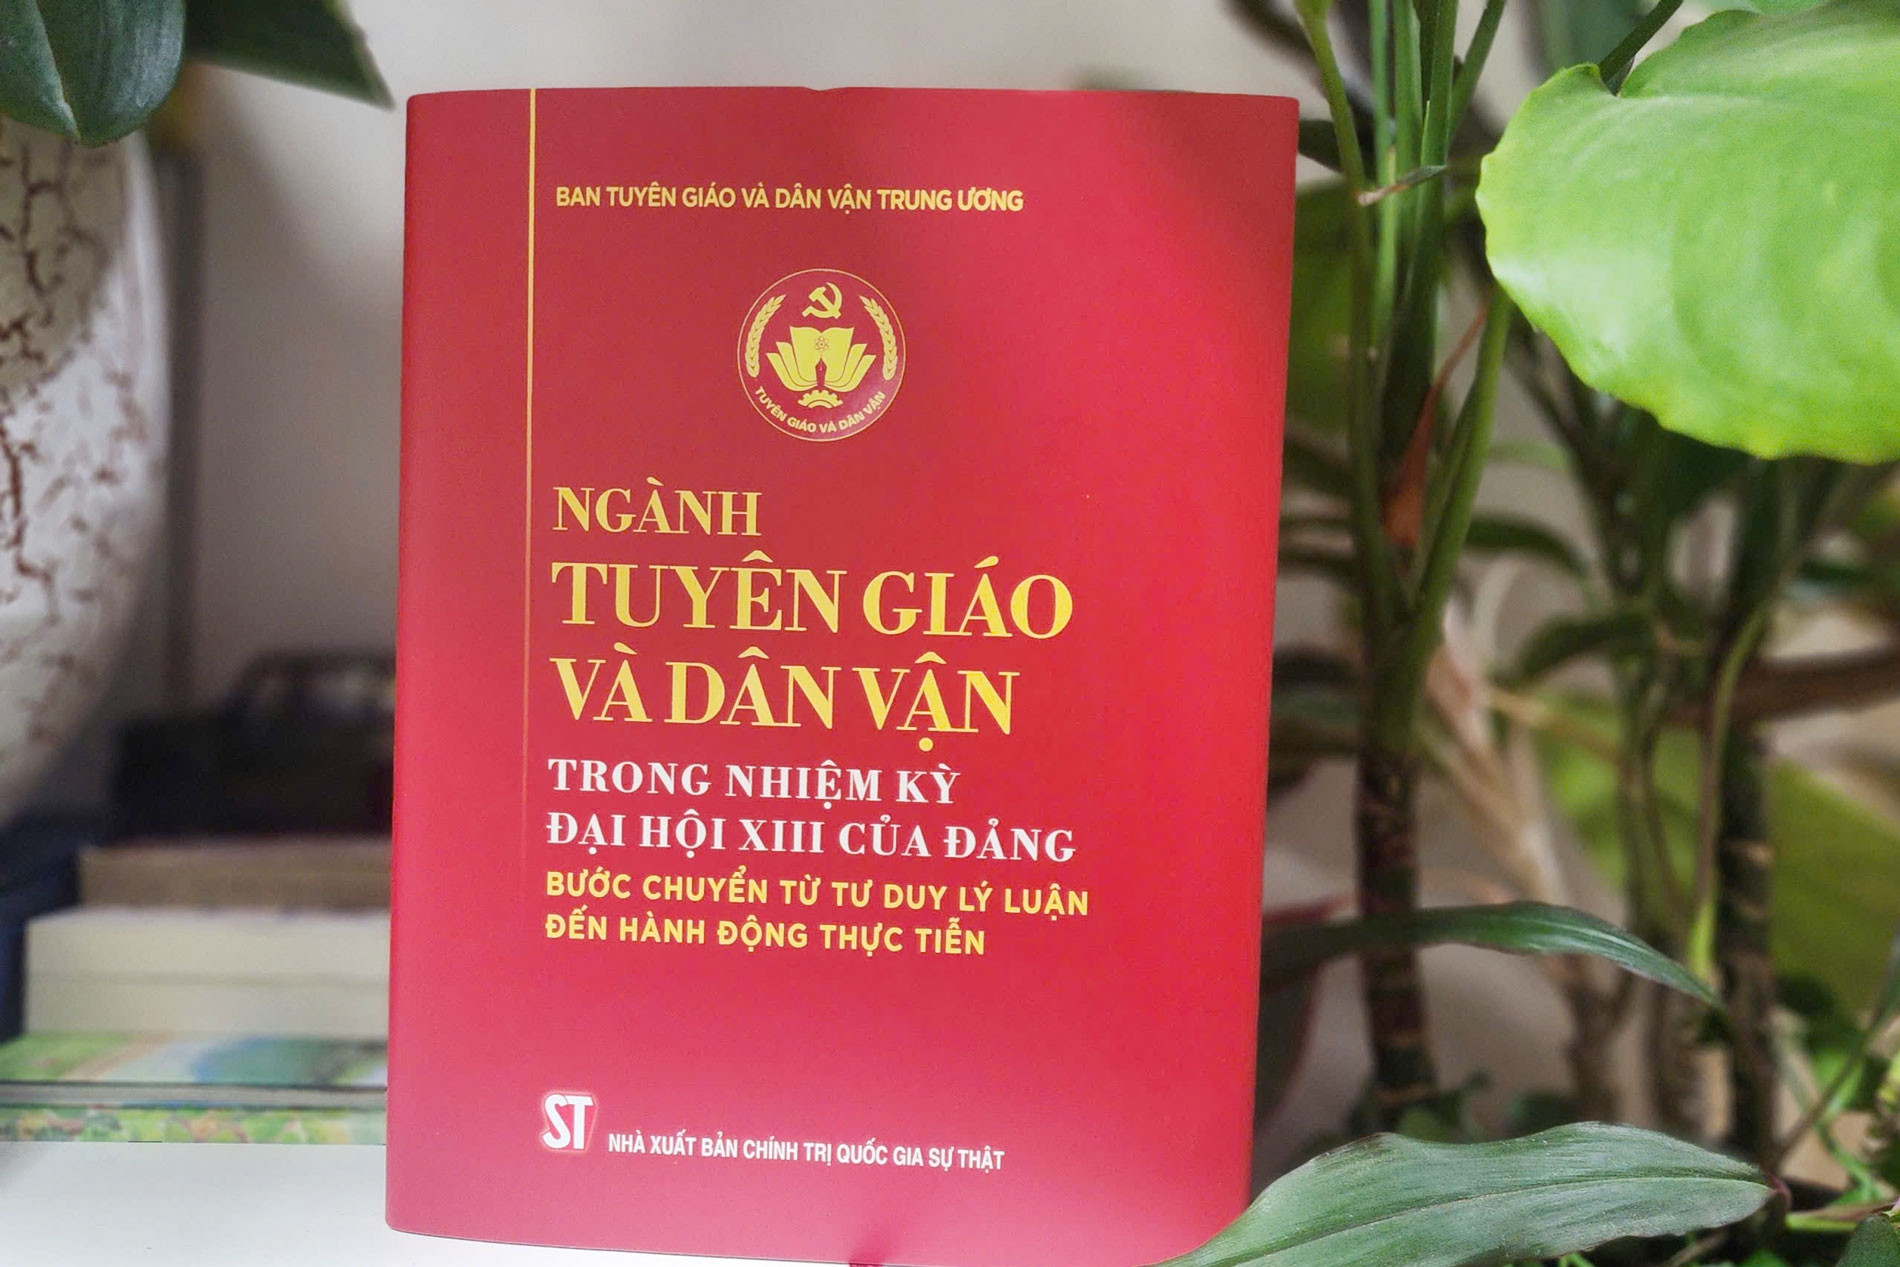 BAN TUYÊN GIÁO VÀ DÂN VẬN TRUNG ƯƠNG
TUYÊN GIÁO VÀ DÂN VẬN
NGÀNH
TUYÊN GIÁO
VÀ DÂN VẬN
TRONG NHIỆM KỲ
ĐẠI HỘI XIII CỦA ĐẢNG
BƯỚC CHUYỂN TỪ TƯ DUY LÝ LUẬN
ĐẾN HÀNH ĐỘNG THỰC TIỄN
ST
NHÀ XUẤT BẢN CHÍNH TRỊ QUỐC GIA SỰ THẬT